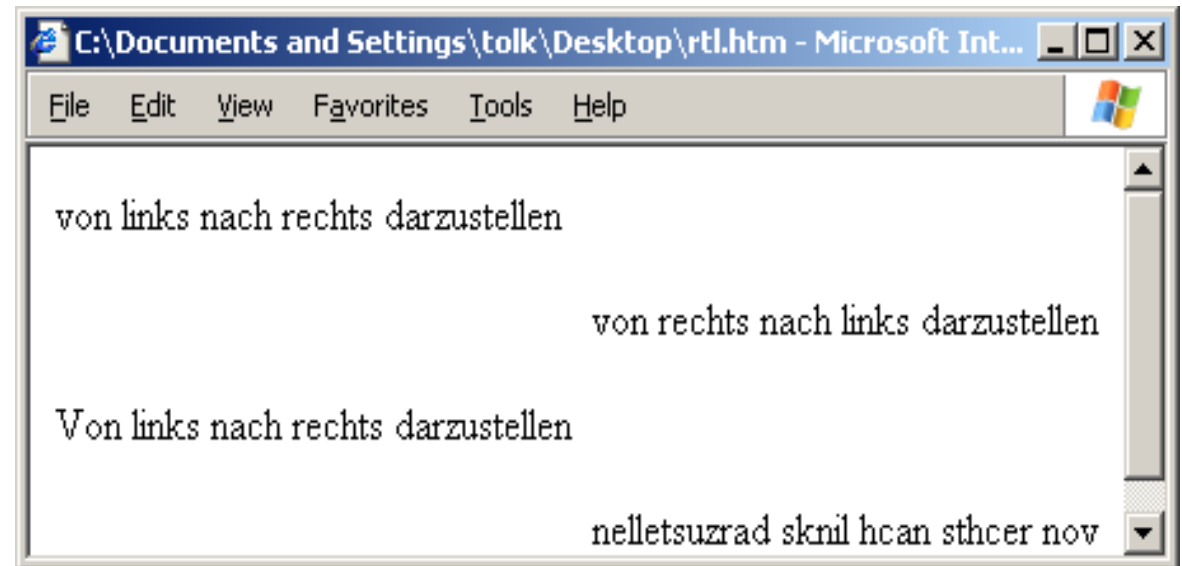 C:\Documents and Settings\tolk\Desktop\rtl.htm - Microsoft Int...
File Edit View Favorites Tools Help
von links nach rechts darzustellen
von rechts nach links darzustellen
Von links nach rechts darzustellen
nelletsuzrad sknil hcan sthcer nov